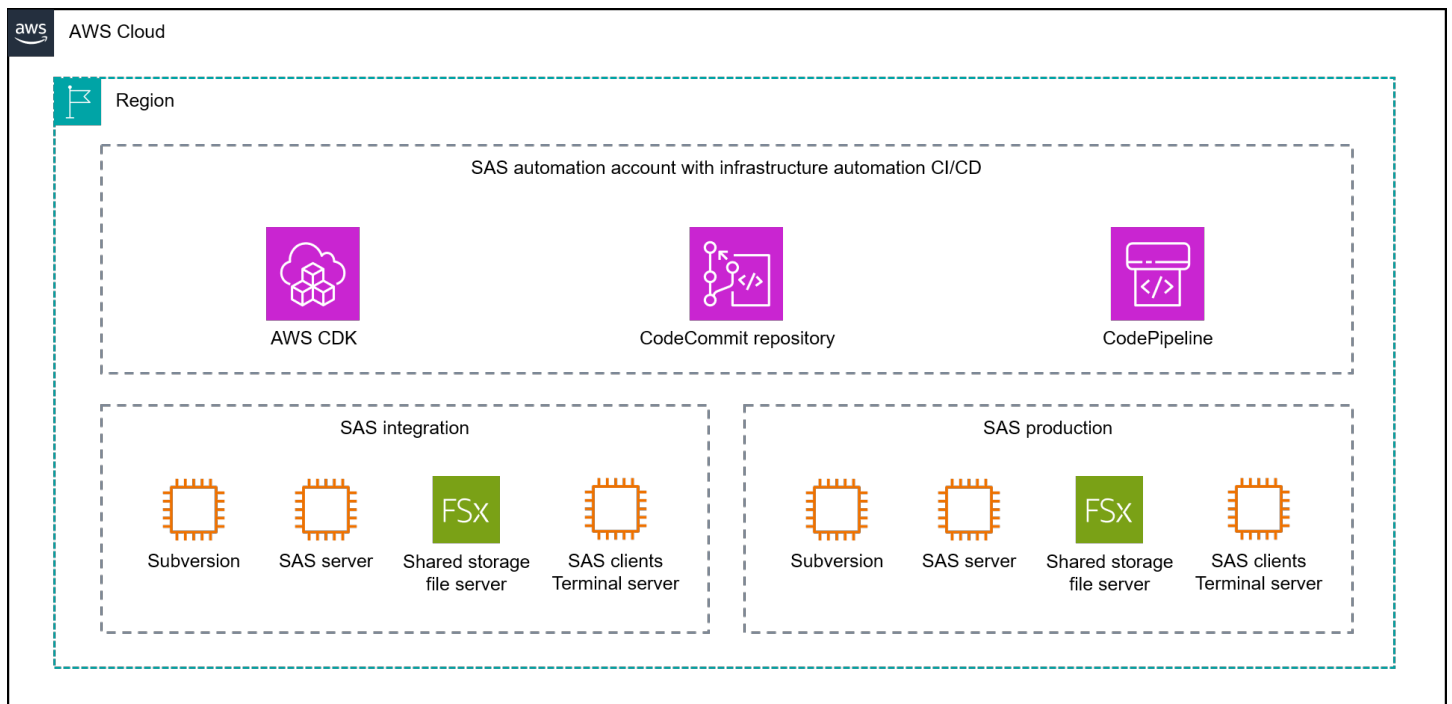 aws
AWS Cloud
Region
SAS automation account with infrastructure automation CI/CD
</>
</>
AWS CDK
CodeCommit repository
CodePipeline
SAS integration
SAS production
FSx
FSx
Subversion
SAS server
Shared storage
file server
SAS clients
Terminal server
Subversion
SAS server
Shared storage
file server
SAS clients
Terminal server